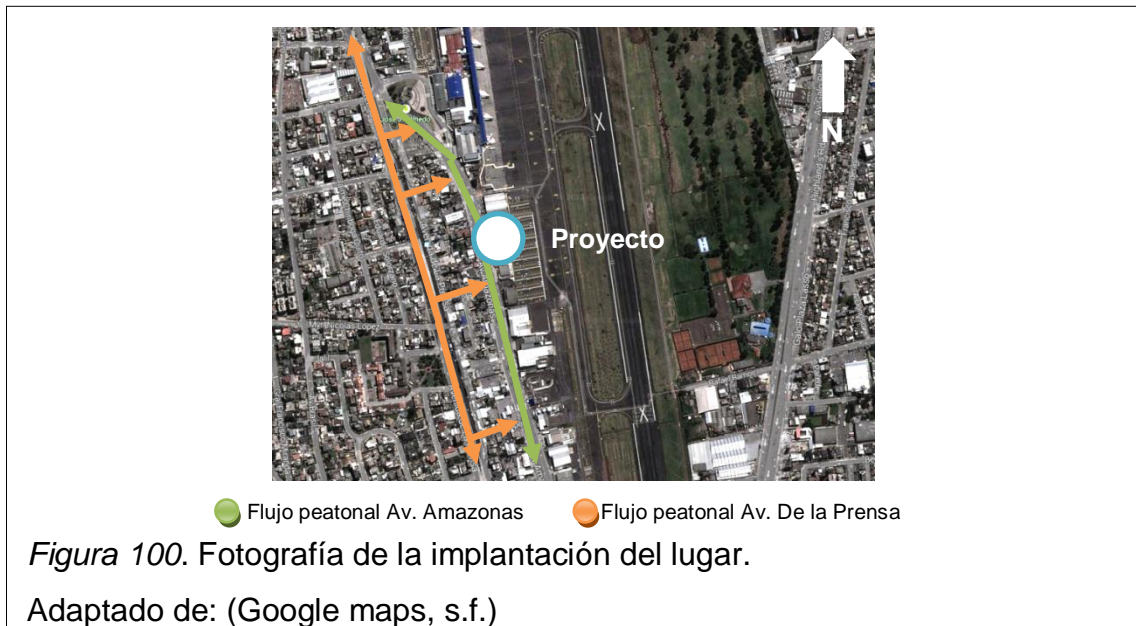 N
Proyecto
H
Flujo peatonal Av. Amazonas
Flujo peatonal Av. De la Prensa
Figura 100. Fotografía de la implantación del lugar.
Adaptado de: (Google maps, s.f.)